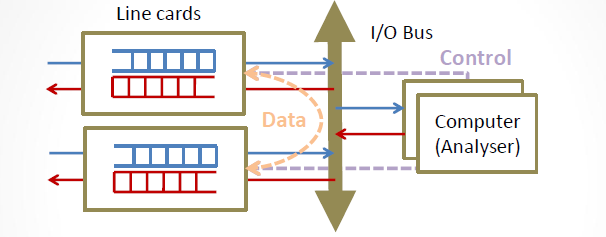 Line cards
I/O Bus
Control
Data
Computer
(Analyser)